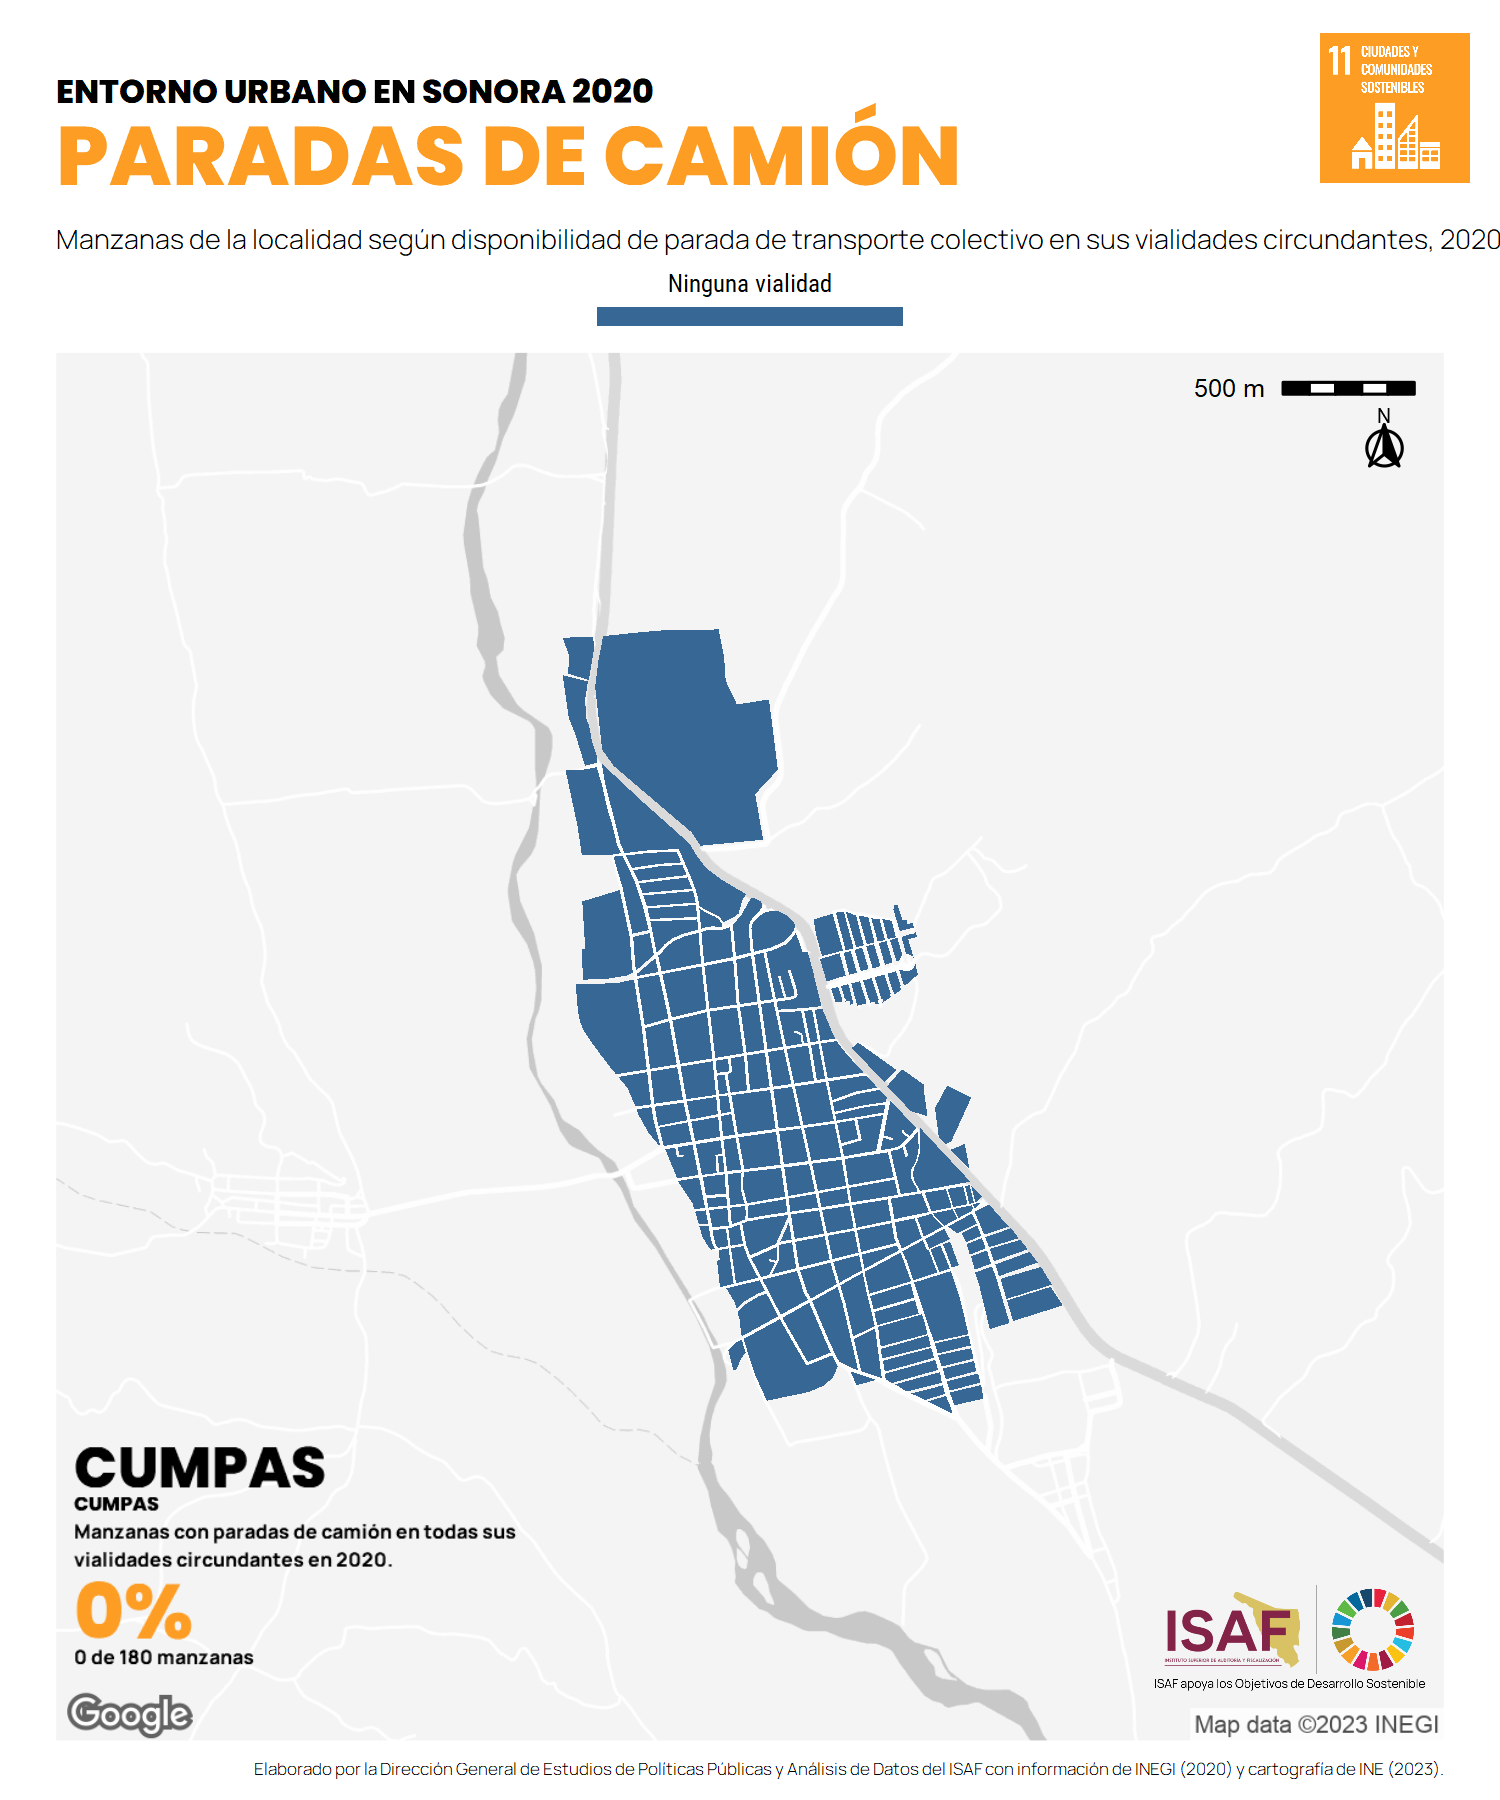 ENTORNO URBANO EN SONORA 2020
PARADAS DE CAMIÓN
11 CIUDADES Y
COMUNIDADES
SOSTENIBLES
Manzanas de la localidad según disponibilidad de parada de transporte colectivo en sus vialidades circundantes, 2020
Ninguna vialidad
500 m
N
CUMPAS
CUMPAS
Manzanas con paradas de camión en todas sus
vialidades circundantes en 2020.
0%
0 de 180 manzanas
Google
ISAF
INSTITUTO SUPERIOR DE AUDITORÍA Y FISCALIZACIÓN
ISAF apoya los Objetivos de Desarrollo Sostenible
Map data ©2023 INEGI
Elaborado por la Dirección General de Estudios de Políticas Públicas y Análisis de Datos del ISAF con información de INEGI (2020) y cartografía de INE (2023).